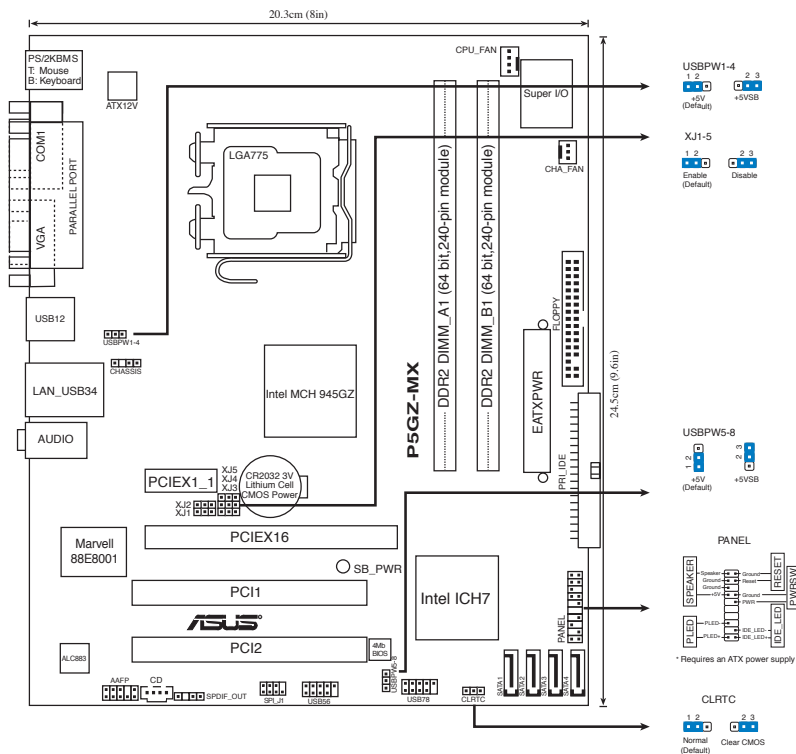 20.3cm (8in)
PS/2KBMS
T: Mouse
B: Keyboard
ATX12V
CPU_FAN
Super I/O
USBPW1-4
1 2
2 3
+5V
(Default)
+5VSB
COM1
PARALLEL PORT
VGA
LGA775
CHA_FAN
XJ1-5
1 2
2 3
Enable
(Default)
Disable
DDR2 DIMM_A1 (64 bit,240-pin module)
DDR2 DIMM_B1 (64 bit,240-pin module)
FLOPPY
24.5cm (9.6in)
USB12
USBPW1-4
CHASSIS
LAN_USB34
Intel MCH 945GZ
P5GZ-MX
EATXPWR
PRI_IDE
AUDIO
USBPW5-8
1 2
2 3
+5V
(Default)
+5VSB
PCIEX1_1
XJ5
XJ4
XJ3
XJ2
XJ1
CR2032 3V
Lithium Cell
CMOS Power
Marvell
88E8001
PCIEX16
SB_PWR
PCI1
Intel ICH7
PANEL
PANEL
SPEAKER
Speaker
Ground
Ground
+5V
Ground
Reset
Ground
PWR
RESET
PWRSW
PLED
PLED-
PLED+
IDE_LED-
IDE_LED+
IDE_LED
* Requires an ATX power supply
ASUS
PCI2
4Mb
BIOS
ALC883
USBPW5-8
AAFP
CD
SPDIF_OUT
SPI_J1
USB56
USB78
CLRTC
SATA1
SATA2
SATA3
SATA4
CLRTC
1 2
2 3
Normal
(Default)
Clear CMOS